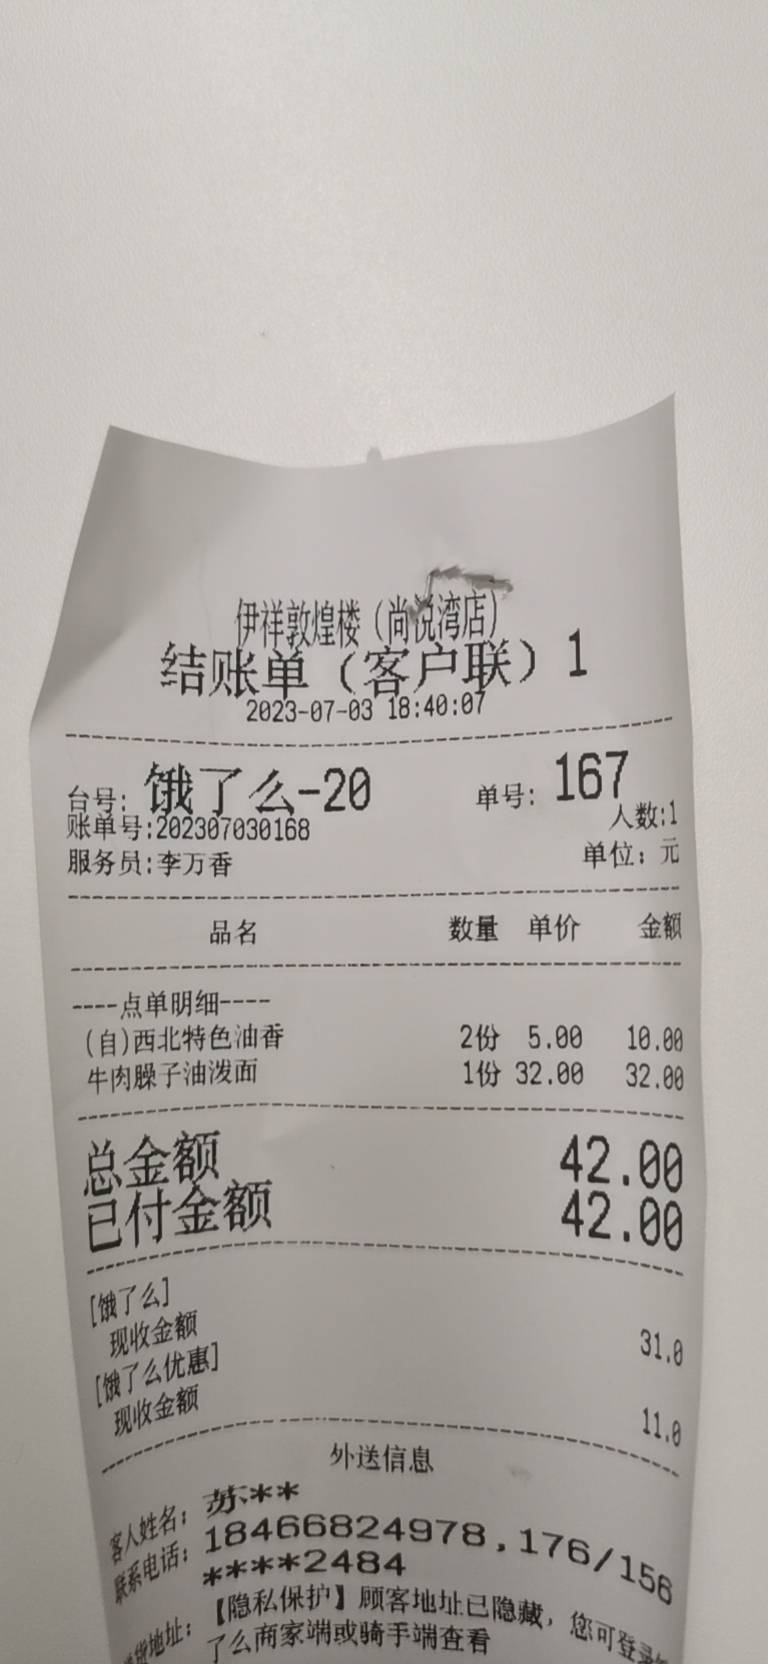 伊祥敦煌楼(尚悦湾店)
结账单(客户联)1
2023-07-03 18:40:07
台号: 饿了么-20 单号: 167
人数:1
账单号:202307030168
服务员:李万香 单位: 元
品名 数量 单价 金额
----点单明细----
(自)西北特色油香 2份 5.00 10.00
牛肉臊子油泼面 1份 32.00 32.00
总金额 42.00
已付金额 42.00
[饿了么]
现收金额 31.0
[饿了么优惠]
现收金额 11.0
外送信息
客人姓名: 苏**
联系电话: 18466824978,176/156
****2484
地址: 【隐私保护】顾客地址已隐藏, 您可登录
了么商家端或骑手端查看